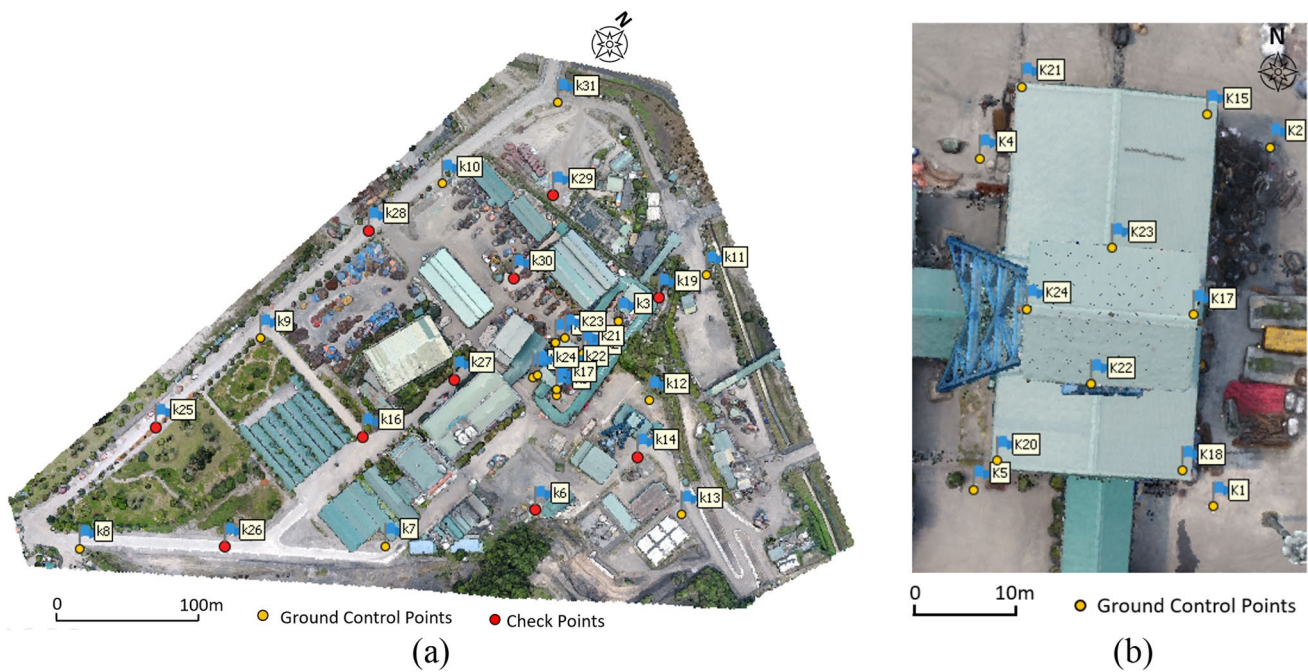 N
k31
k10
K29
k28
k11
k30
k19
k3
k9
K23
K21
k22
k24
k27
K17
k12
k25
k16
k14
k6
k13
k8
k26
k7
0 100m
Ground Control Points
Check Points
(a)
N
K21
K15
K2
K4
K23
K24
K17
K22
K20
K18
K5
K1
0 10m
Ground Control Points
(b)